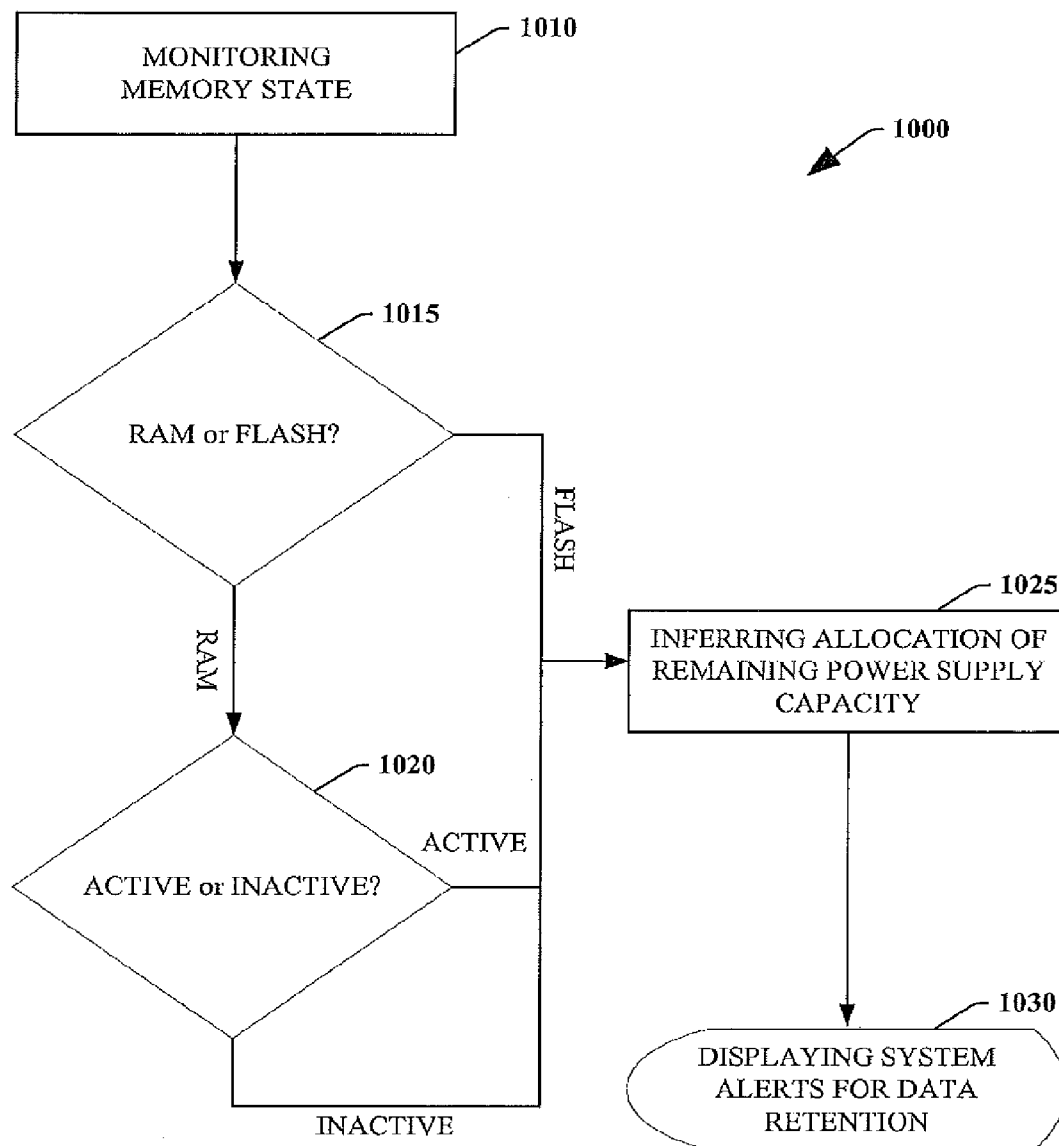 1010
MONITORING
MEMORY STATE
1000
1015
RAM or FLASH?
FLASH
RAM
1025
INFERRING ALLOCATION OF
REMAINING POWER SUPPLY
CAPACITY
1020
ACTIVE
ACTIVE or INACTIVE?
1030
DISPLAYING SYSTEM
ALERTS FOR DATA
RETENTION
INACTIVE